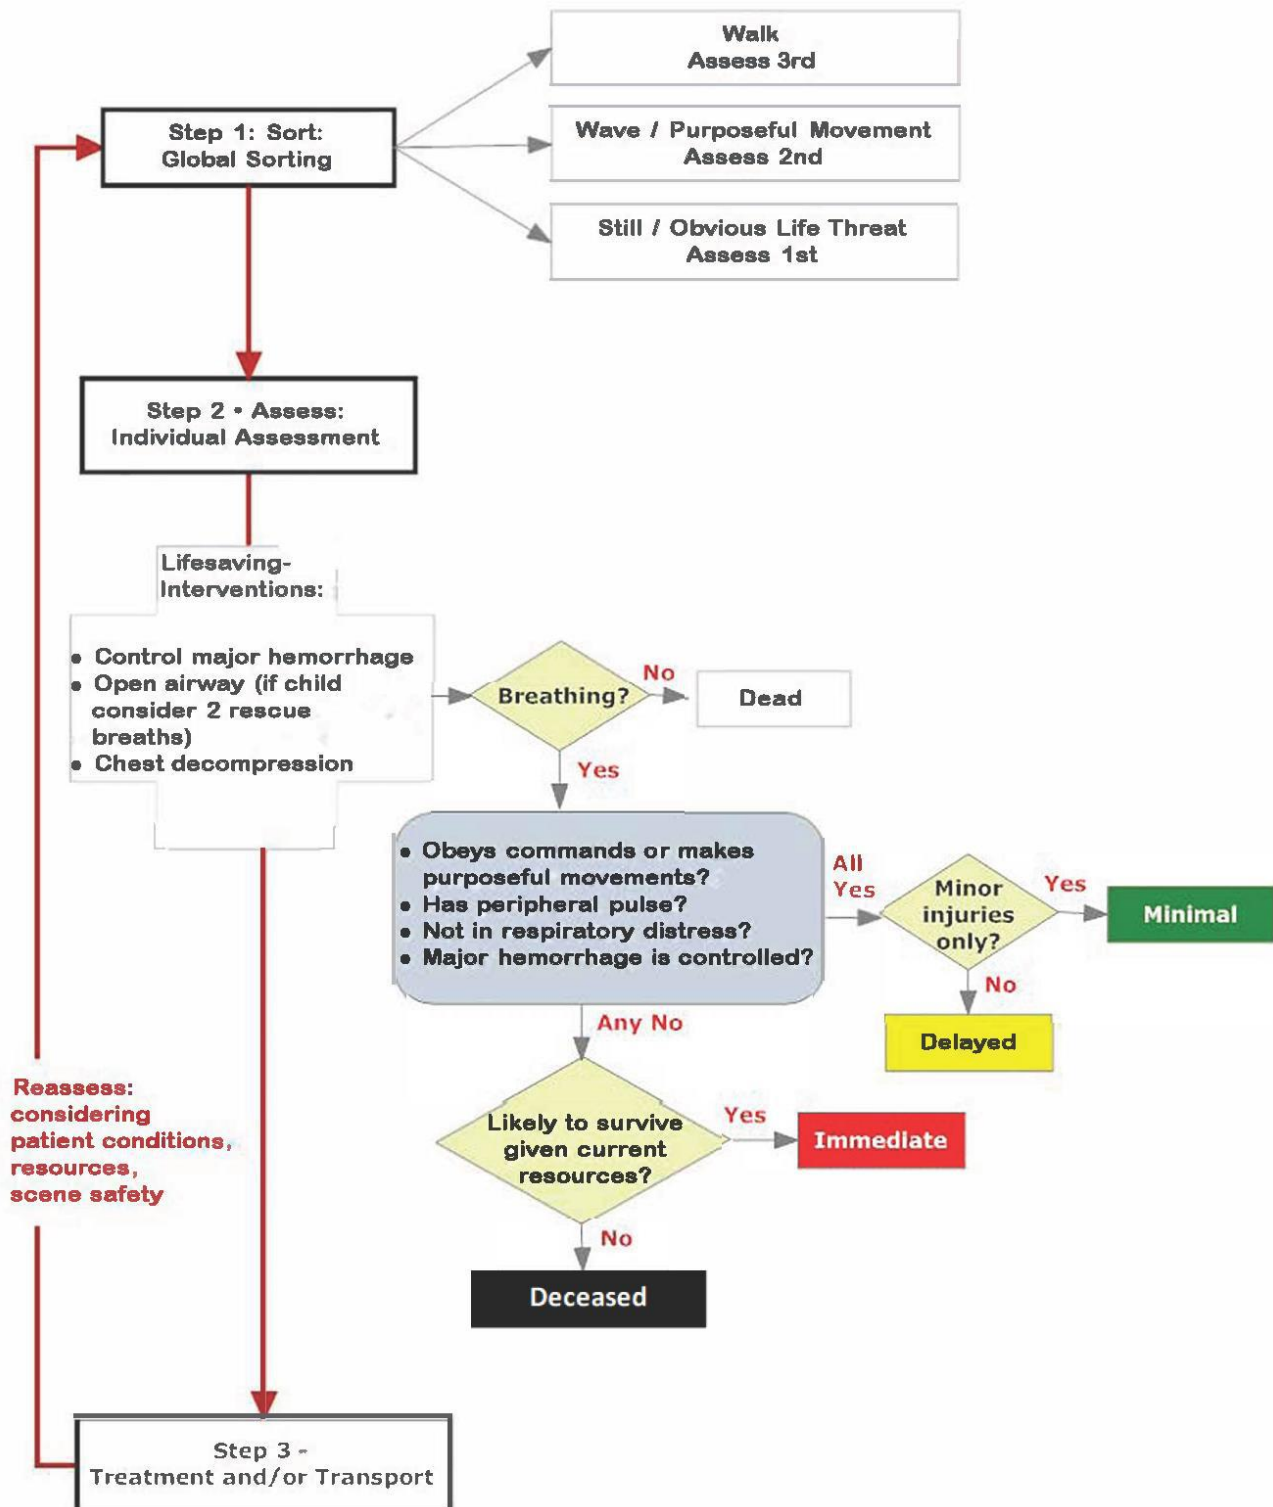 Walk
Assess 3rd
Step 1: Sort:
Global Sorting
Wave / Purposeful Movement
Assess 2nd
Still / Obvious Life Threat
Assess 1st
Step 2 • Assess:
Individual Assessment
Lifesaving-
Interventions:
• Control major hemorrhage
• Open airway (if child
consider 2 rescue
breaths)
• Chest decompression
Breathing?
No
Dead
Yes
• Obeys commands or makes
purposeful movements?
• Has peripheral pulse?
• Not in respiratory distress?
• Major hemorrhage is controlled?
All
Yes
Minor
injuries
only?
Yes
Minimal
No
Delayed
Any No
Likely to survive
given current
resources?
Yes
Immediate
No
Deceased
Reassess:
considering
patient conditions,
resources,
scene safety
Step 3 -
Treatment and/or Transport